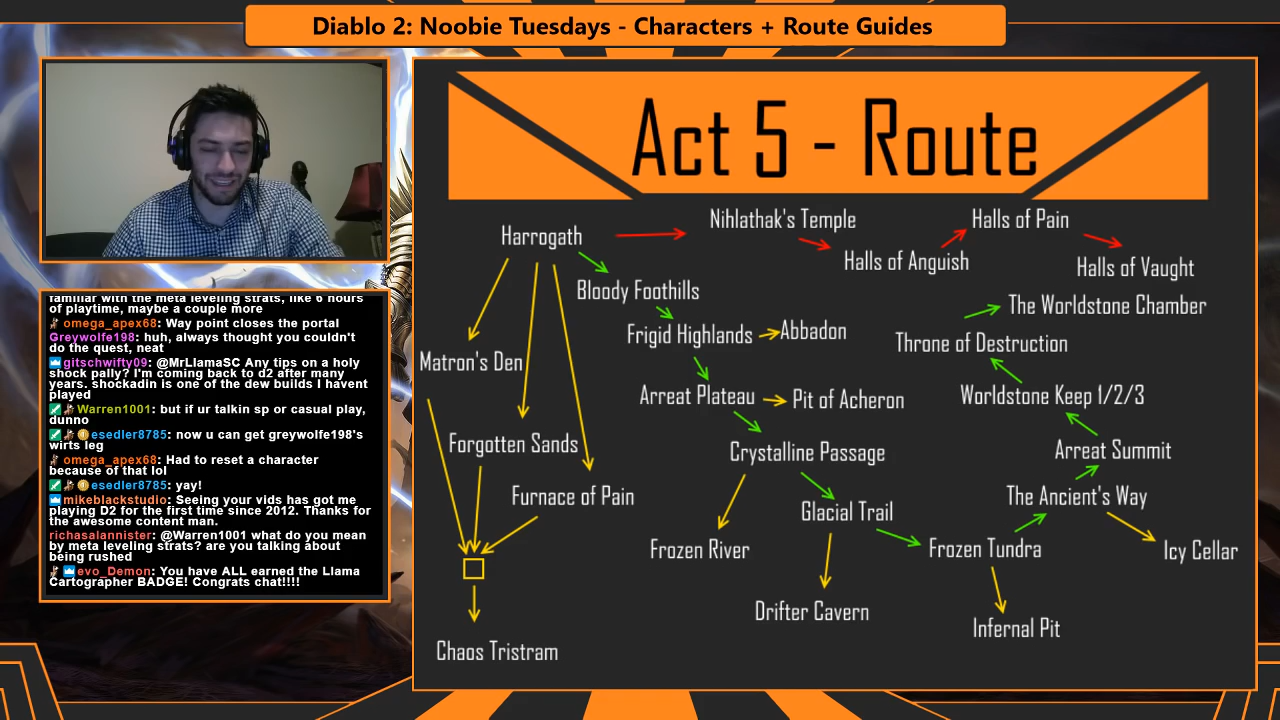 Diablo 2: Noobie Tuesdays - Characters + Route Guides
familiar with the meta leveling strats, like 6 hours
of playtime, maybe a couple more
omega_apex68: Way point closes the portal
Greywolfe198: huh, always thought you couldn't
do the quest, neat
gitschwifty09: @MrLlamaSC Any tips on a holy
shock pally? I'm coming back to d2 after many
years. shockadin is one of the dew builds I havent
played
Warren1001: but if ur talkin sp or casual play,
dunno
esedler8785: now u can get greywolfe198's
wirts leg
omega_apex68: Had to reset a character
because of that lol
esedler8785: yay!
mikeblackstudio: Seeing your vids has got me
playing D2 for the first time since 2012. Thanks for
the awesome content man.
richasalannister: @Warren1001 what do you mean
by meta leveling strats? are you talking about
being rushed
evo_Demon: You have ALL earned the Llama
Cartographer BADGE! Congrats chat!!!!
Act 5 - Route
Harrogath
Nihlathak's Temple
Halls of Anguish
Halls of Pain
Halls of Vaught
Bloody Foothills
Frigid Highlands
Abbadon
Arreat Plateau
Pit of Acheron
Crystalline Passage
Frozen River
Glacial Trail
Drifter Cavern
Frozen Tundra
Infernal Pit
The Ancient's Way
Icy Cellar
Arreat Summit
Worldstone Keep 1/2/3
Throne of Destruction
The Worldstone Chamber
Matron's Den
Forgotten Sands
Furnace of Pain
Chaos Tristram